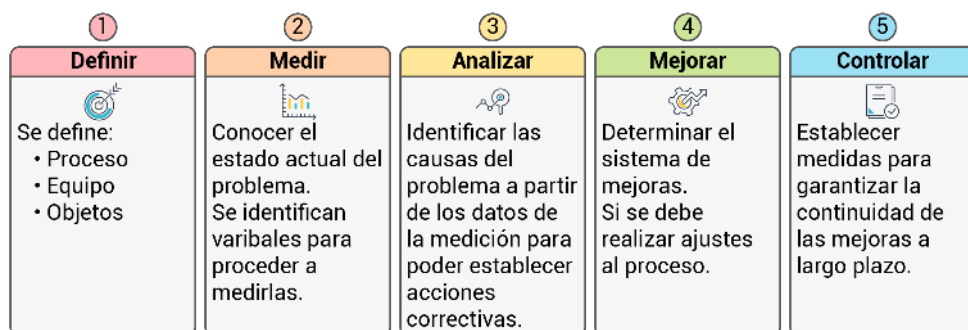 1
Definir
Se define:
• Proceso
• Equipo
• Objetos
2
Medir
Conocer el
estado actual del
problema.
Se identifican
varibales para
proceder a
medirlas.
3
Analizar
Identificar las
causas del
problema a partir
de los datos de
la medición para
poder establecer
acciones
correctivas.
4
Mejorar
Determinar el
sistema de
mejoras.
Si se debe
realizar ajustes
al proceso.
5
Controlar
Establecer
medidas para
garantizar la
continuidad de
las mejoras a
largo plazo.